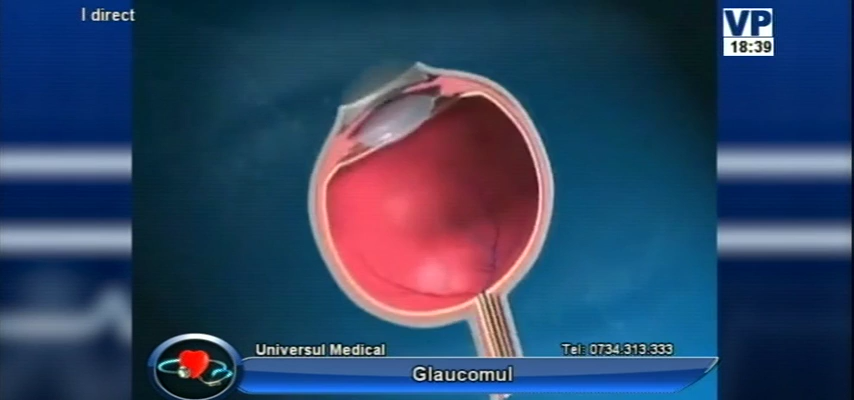 l direct
VP
18:39
Universul Medical
Tel: 0734.313.333
Glaucomul